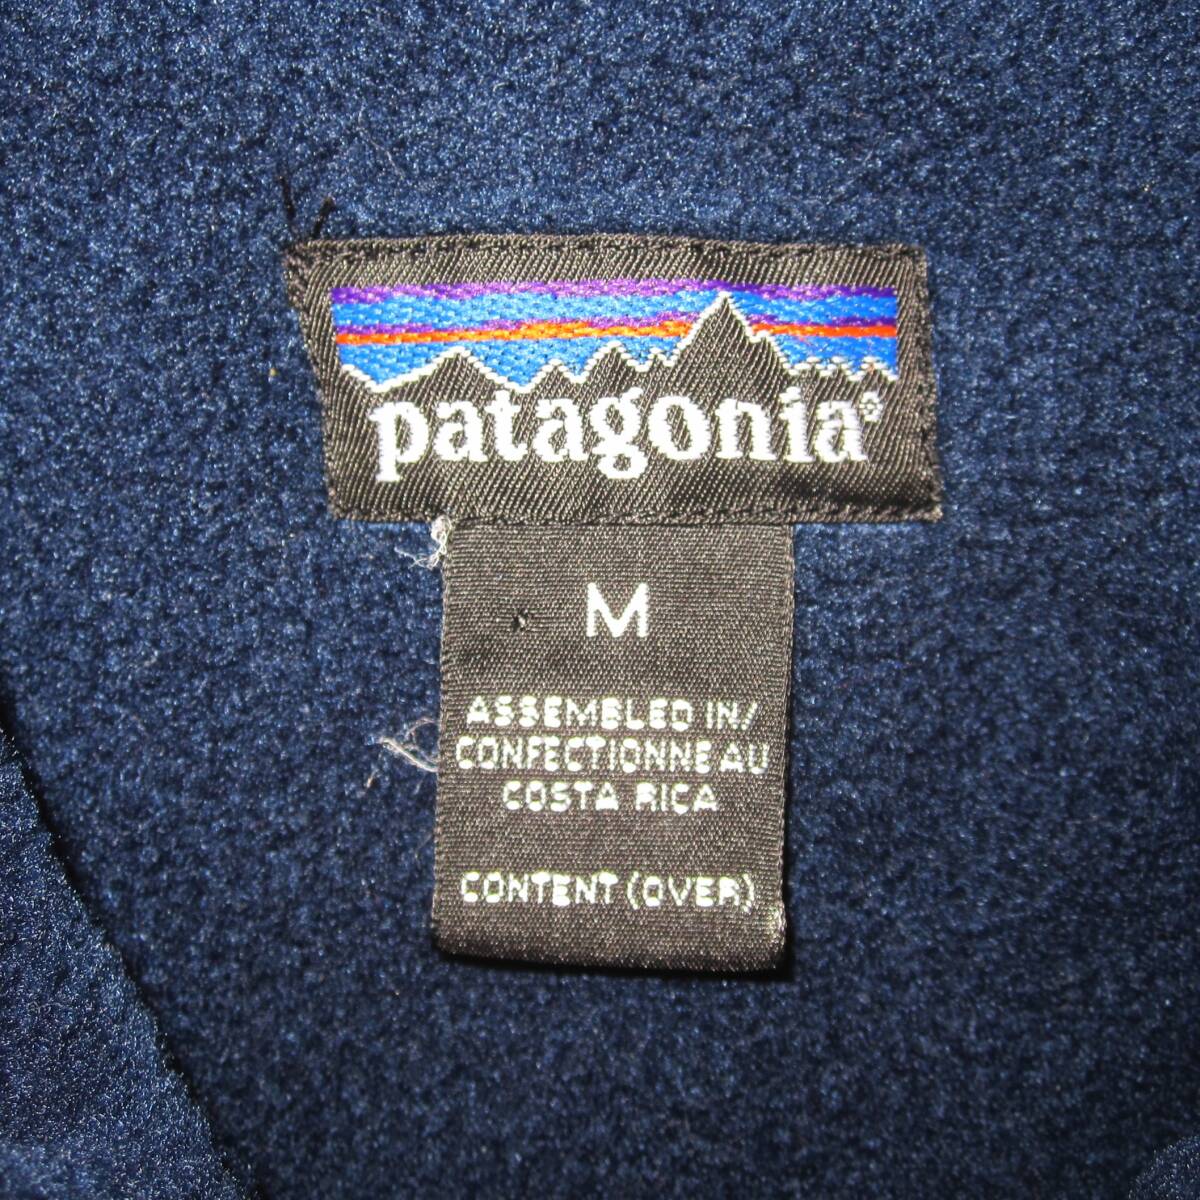 patagonia®
M
ASSEMBLED IN/
CONFECTIONNE AU
COSTA RICA
CONTENT (OVER)